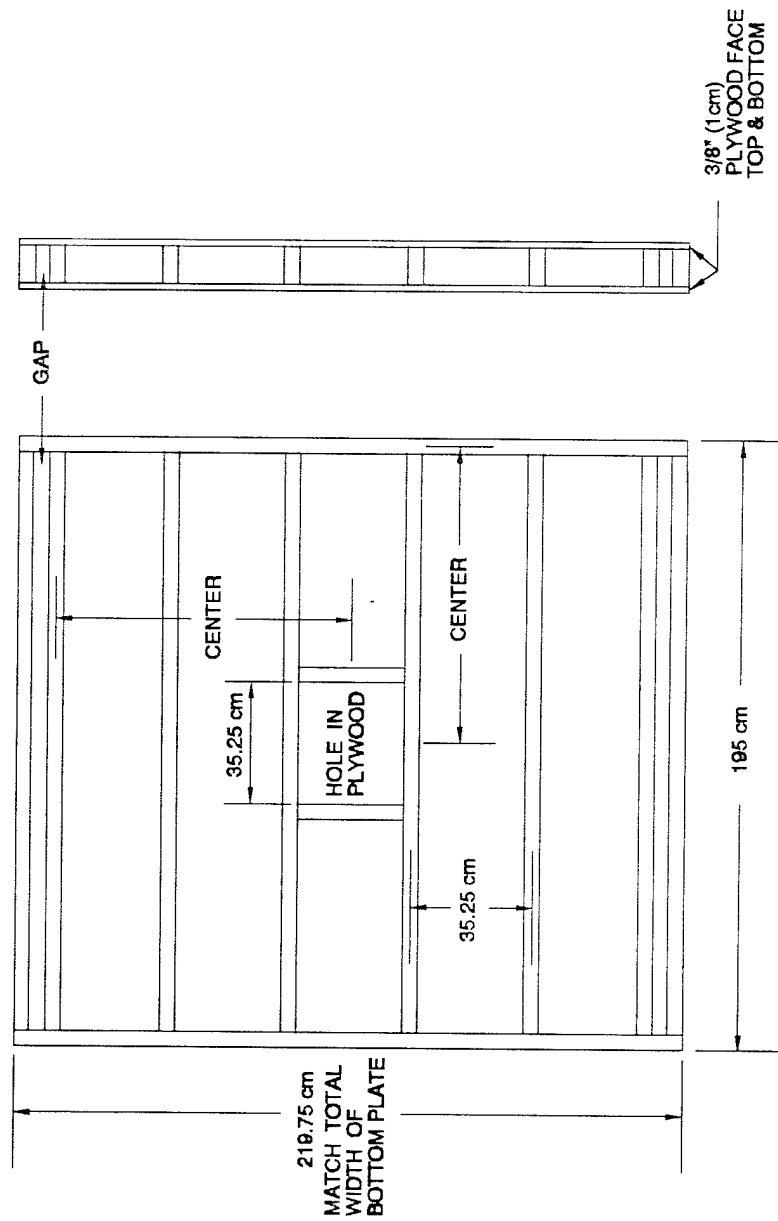 GAP
3/8" (1cm)
PLYWOOD FACE
TOP & BOTTOM
CENTER
35.25 cm
HOLE IN
PLYWOOD
CENTER
35.25 cm
219.75 cm
MATCH TOTAL
WIDTH OF
BOTTOM PLATE
195 cm